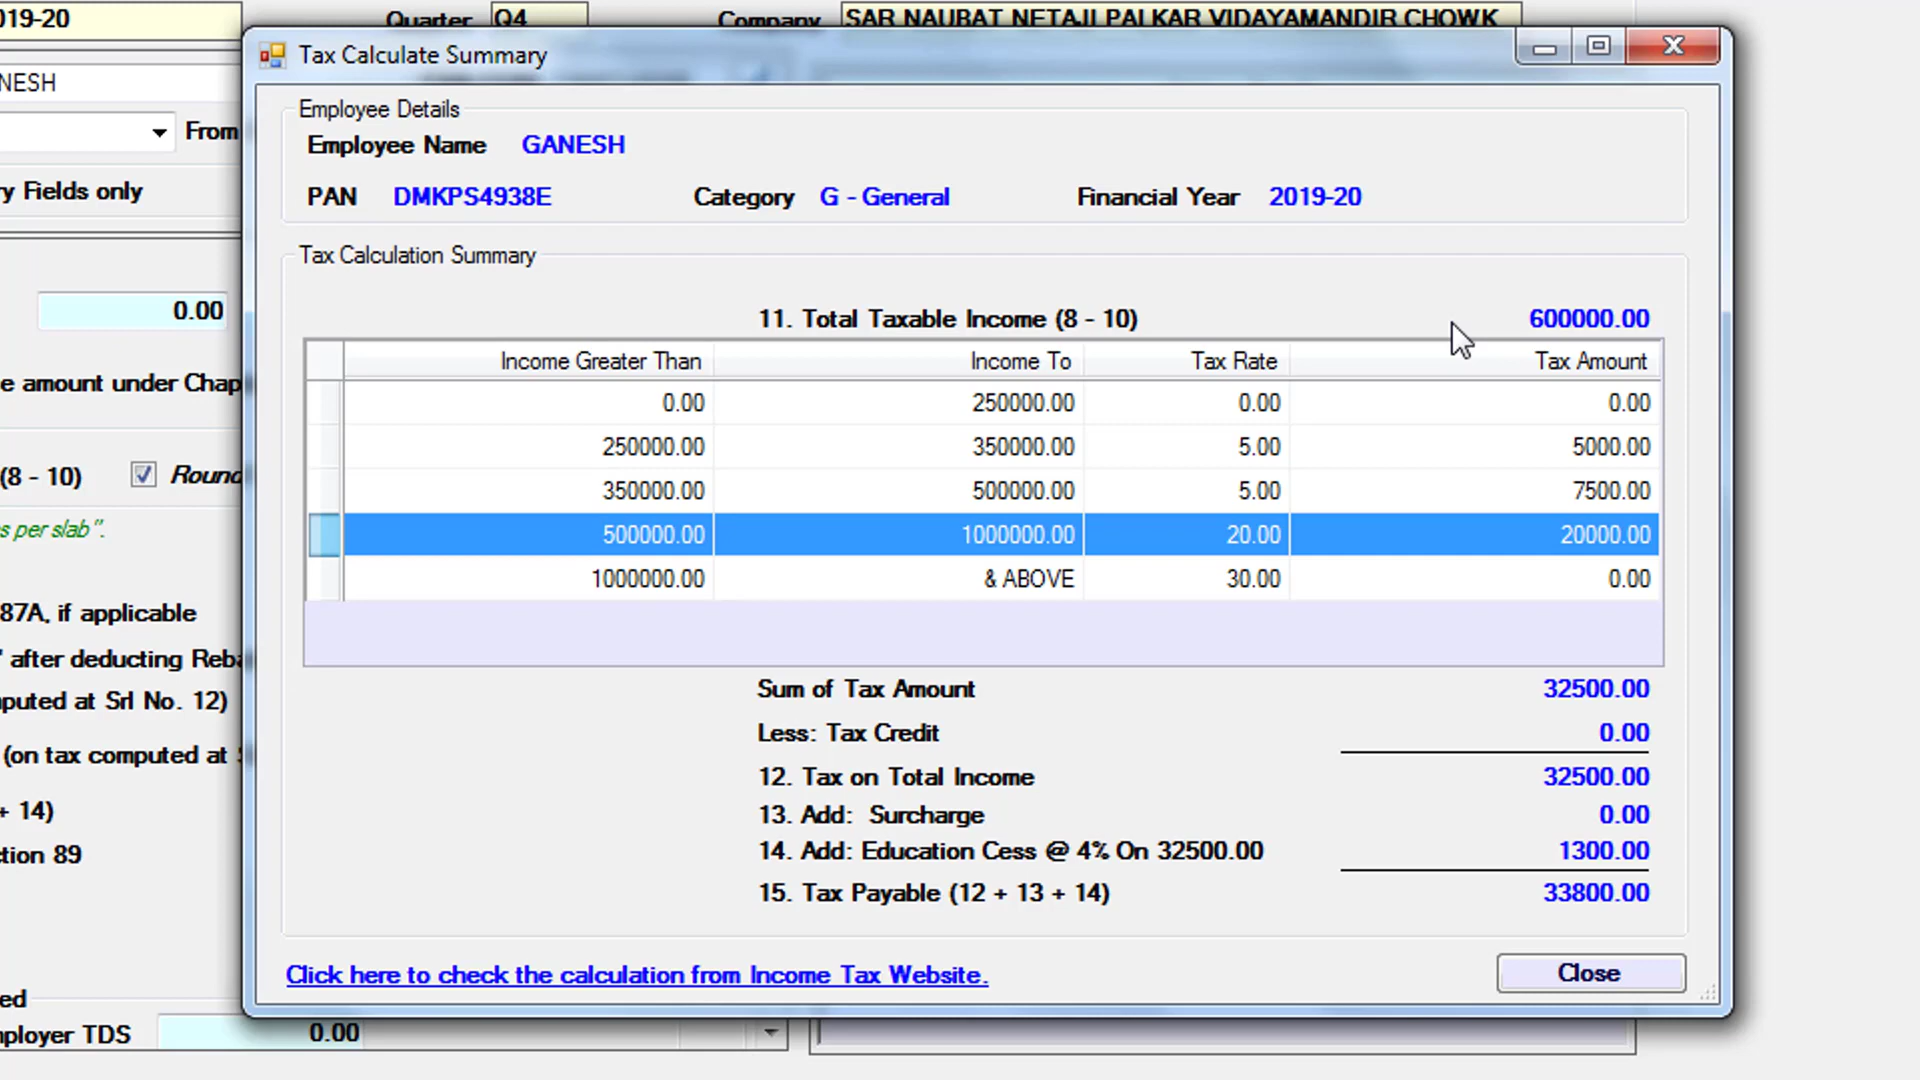 2019-20 Quarter Q4 Company SAR NAUBAT NETAJI PALKAR VIDAYAMANDIR CHOWK
Tax Calculate Summary
NESH
From
ry Fields only
0.00
e amount under Chap
(8 - 10) Round
s per slab".
87A, if applicable
' after deducting Reba
puted at Srl No. 12)
(on tax computed at
+ 14)
ction 89
ed
mployer TDS 0.00
Employee Details
Employee Name GANESH
PAN DMKPS4938E Category G - General Financial Year 2019-20
Tax Calculation Summary
11. Total Taxable Income (8 - 10) 600000.00
Income Greater Than Income To Tax Rate Tax Amount
0.00 250000.00 0.00 0.00
250000.00 350000.00 5.00 5000.00
350000.00 500000.00 5.00 7500.00
500000.00 1000000.00 20.00 20000.00
1000000.00 & ABOVE 30.00 0.00
Sum of Tax Amount 32500.00
Less: Tax Credit 0.00
12. Tax on Total Income 32500.00
13. Add: Surcharge 0.00
14. Add: Education Cess @ 4% On 32500.00 1300.00
15. Tax Payable (12 + 13 + 14) 33800.00
Click here to check the calculation from Income Tax Website.
Close